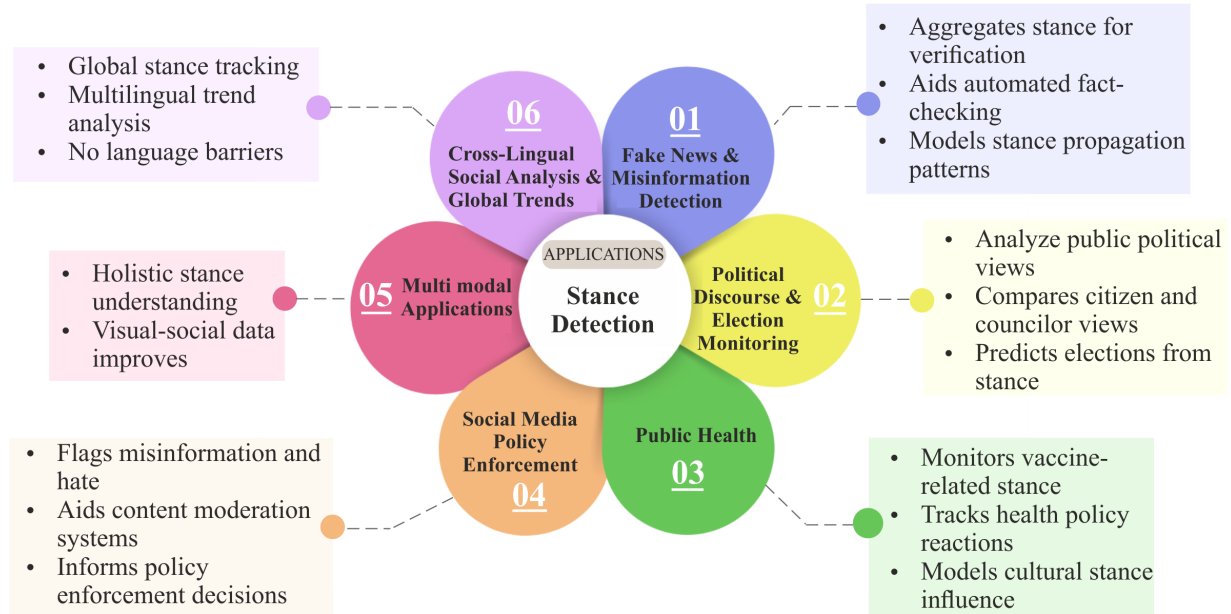 APPLICATIONS
Stance
Detection
01
Fake News &
Misinformation
Detection
• Aggregates stance for
verification
• Aids automated fact-
checking
• Models stance propagation
patterns
02
Political
Discourse &
Election
Monitoring
• Analyze public political
views
• Compares citizen and
councilor views
• Predicts elections from
stance
Public Health
03
• Monitors vaccine-
related stance
• Tracks health policy
reactions
• Models cultural stance
influence
Social Media
Policy
Enforcement
04
• Flags misinformation and
hate
• Aids content moderation
systems
• Informs policy
enforcement decisions
05
Multi modal
Applications
• Holistic stance
understanding
• Visual-social data
improves
06
Cross-Lingual
Social Analysis &
Global Trends
• Global stance tracking
• Multilingual trend
analysis
• No language barriers